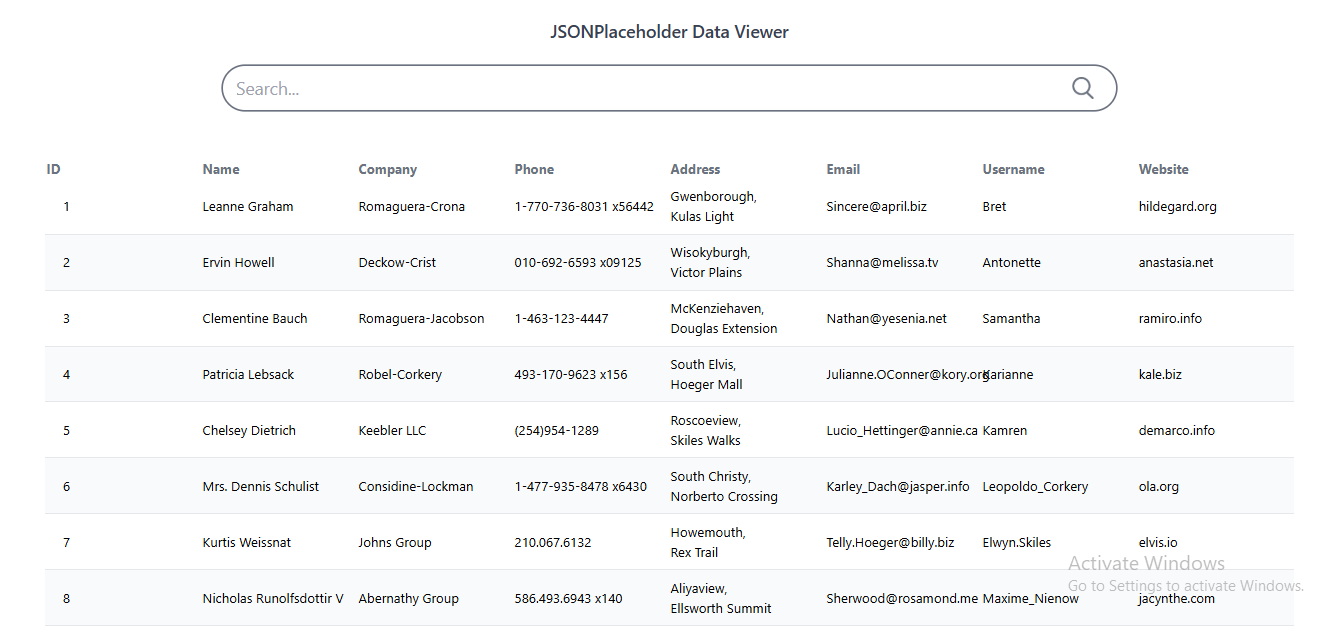 JSONPlaceholder Data Viewer
Search...
ID Name Company Phone Address Email Username Website
1 Leanne Graham Romaguera-Crona 1-770-736-8031 x56442 Gwenborough, Kulas Light Sincere@april.biz Bret hildegard.org
2 Ervin Howell Deckow-Crist 010-692-6593 x09125 Wisokyburgh, Victor Plains Shanna@melissa.tv Antonette anastasia.net
3 Clementine Bauch Romaguera-Jacobson 1-463-123-4447 McKenziehaven, Douglas Extension Nathan@yesenia.net Samantha ramiro.info
4 Patricia Lebsack Robel-Corkery 493-170-9623 x156 South Elvis, Hoeger Mall Julianne.OConner@kory.org Karianne kale.biz
5 Chelsey Dietrich Keebler LLC (254)954-1289 Roscoeview, Skiles Walks Lucio_Hettinger@annie.ca Kamren demarco.info
6 Mrs. Dennis Schulist Considine-Lockman 1-477-935-8478 x6430 South Christy, Norberto Crossing Karley_Dach@jasper.info Leopoldo_Corkery ola.org
7 Kurtis Weissnat Johns Group 210.067.6132 Howemouth, Rex Trail Telly.Hoeger@billy.biz Elwyn.Skiles elvis.io
8 Nicholas Runolfsdottir V Abernathy Group 586.493.6943 x140 Aliyaview, Ellsworth Summit Sherwood@rosamond.me Maxime_Nienow jacynthe.com
Activate Windows
Go to Settings to activate Windows.